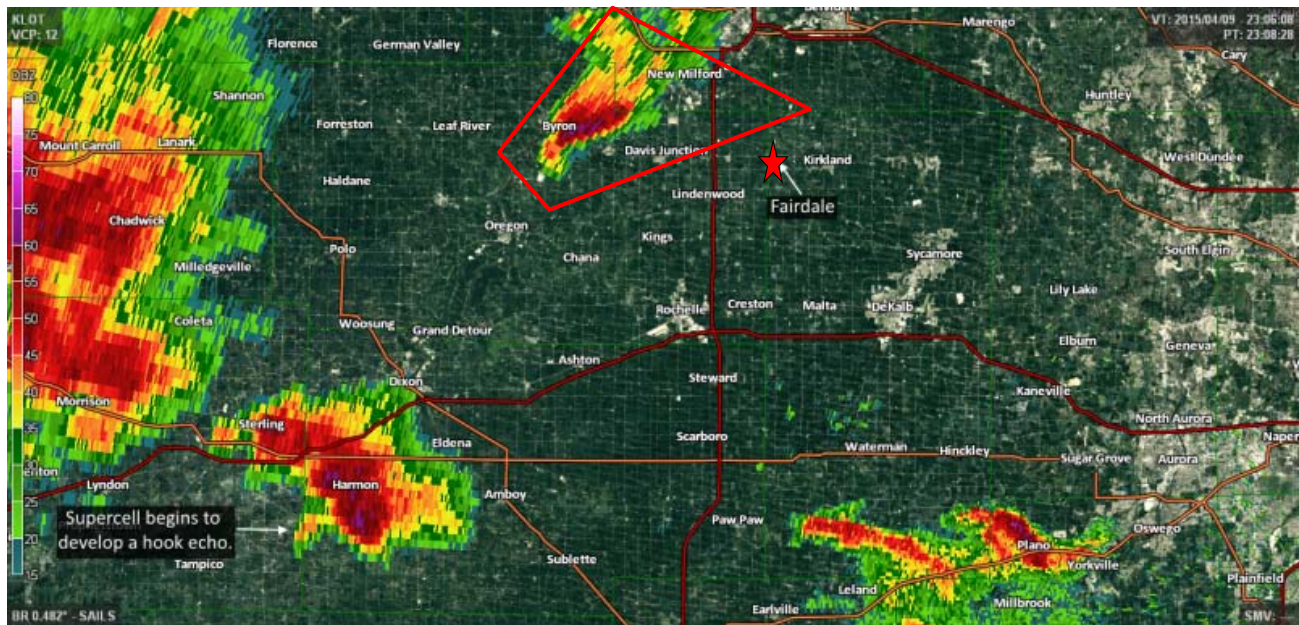 KLOT
VCP: 12
VT: 2015/04/09 - 23:06:08
PT: 23:08:28
DBZ
80
75
70
65
60
55
50
45
40
35
30
25
20
15
Belvidere
Marengo
Cary
Florence
German Valley
New Milford
Huntley
Shannon
Forreston
Leaf River
Byron
Mount Carroll
Lanark
Davis Junction
Kirkland
West Dundee
Haldane
Lindenwood
Fairdale
Chadwick
Oregon
Polo
Kings
Chana
Sycamore
South Elgin
Milledgeville
Lily Lake
Coleta
Woosung
Grand Detour
Rochelle
Creston
Malta
DeKalb
Elburn
Geneva
Ashton
Dixon
Steward
Kaneville
Morrison
Sterling
Eldena
Scarboro
Waterman
Hinckley
North Aurora
Naper
Sugar Grove
Aurora
enton
Lyndon
Harmon
Amboy
Paw Paw
Oswego
Supercell begins to
develop a hook echo.
Tampico
Sublette
Plano
Yorkville
Leland
Plainfield
Earlville
Millbrook
BR 0.482° - SAILS
SMV: ---